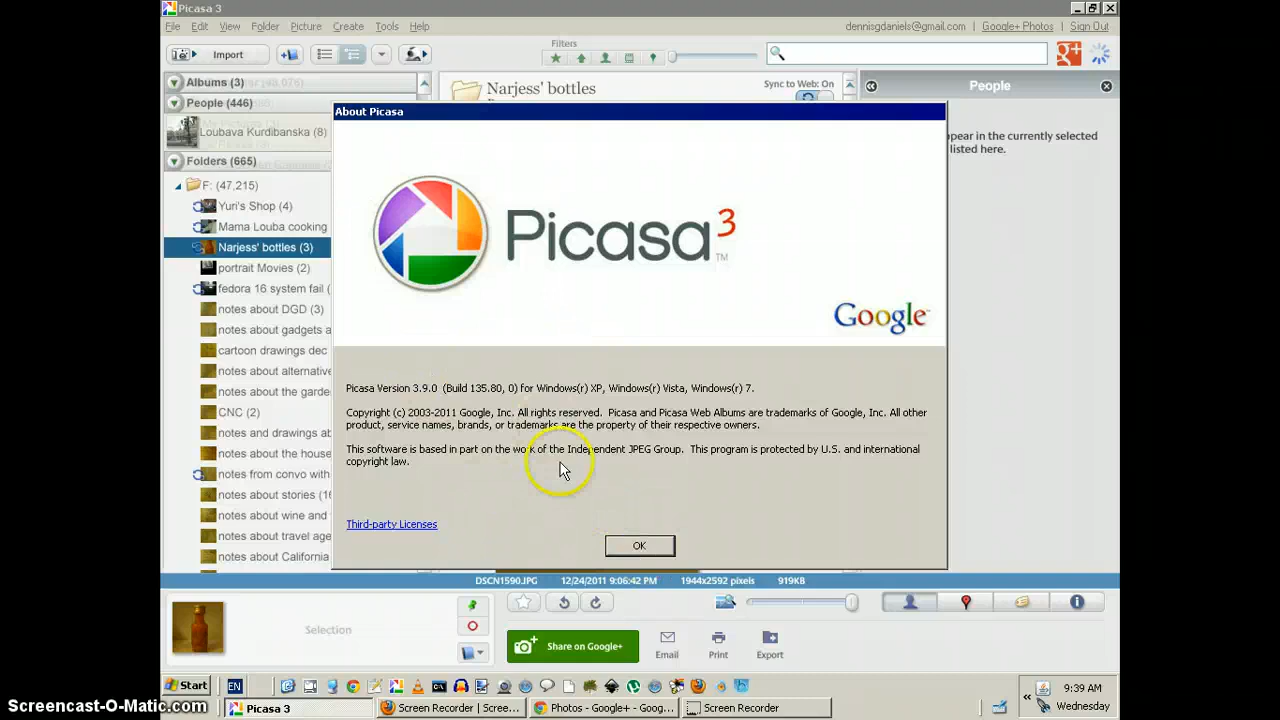 Picasa 3
File Edit View Folder Picture Create Tools Help
dennisgdaniels@gmail.com Google+ Photos Sign Out
Import
Filters
Albums (3)
Narjess' bottles
Sync to Web: On
People
People (446)
Loubava Kurdibanska (8)
Folders (665)
F: (47,215)
Yuri's Shop (4)
Mama Louba cooking
Narjess' bottles (3)
portrait Movies (2)
fedora 16 system fail (
notes about DGD (3)
notes about gadgets a
cartoon drawings dec
notes about alternative
notes about the garde
CNC (2)
notes and drawings ab
notes about the house
notes from convo with
notes about stories (16
notes about wine and
notes about travel age
notes about California
pear in the currently selected
listed here.
About Picasa
Picasa 3 ™
Google™
Picasa Version 3.9.0 (Build 135.80, 0) for Windows(r) XP, Windows(r) Vista, Windows(r) 7.
Copyright (c) 2003-2011 Google, Inc. All rights reserved. Picasa and Picasa Web Albums are trademarks of Google, Inc. All other
product, service names, brands, or trademarks are the property of their respective owners.
This software is based in part on the work of the Independent JPEG Group. This program is protected by U.S. and international
copyright law.
Third-party Licenses
OK
DSCN1590.JPG 12/24/2011 9:06:42 PM 1944x2592 pixels 919KB
Selection
Share on Google+
Email
Print
Export
Start
EN
9:39 AM
Wednesday
Picasa 3
Screen Recorder | Scree...
Photos - Google+ - Goog...
Screen Recorder
Screencast-O-Matic.com